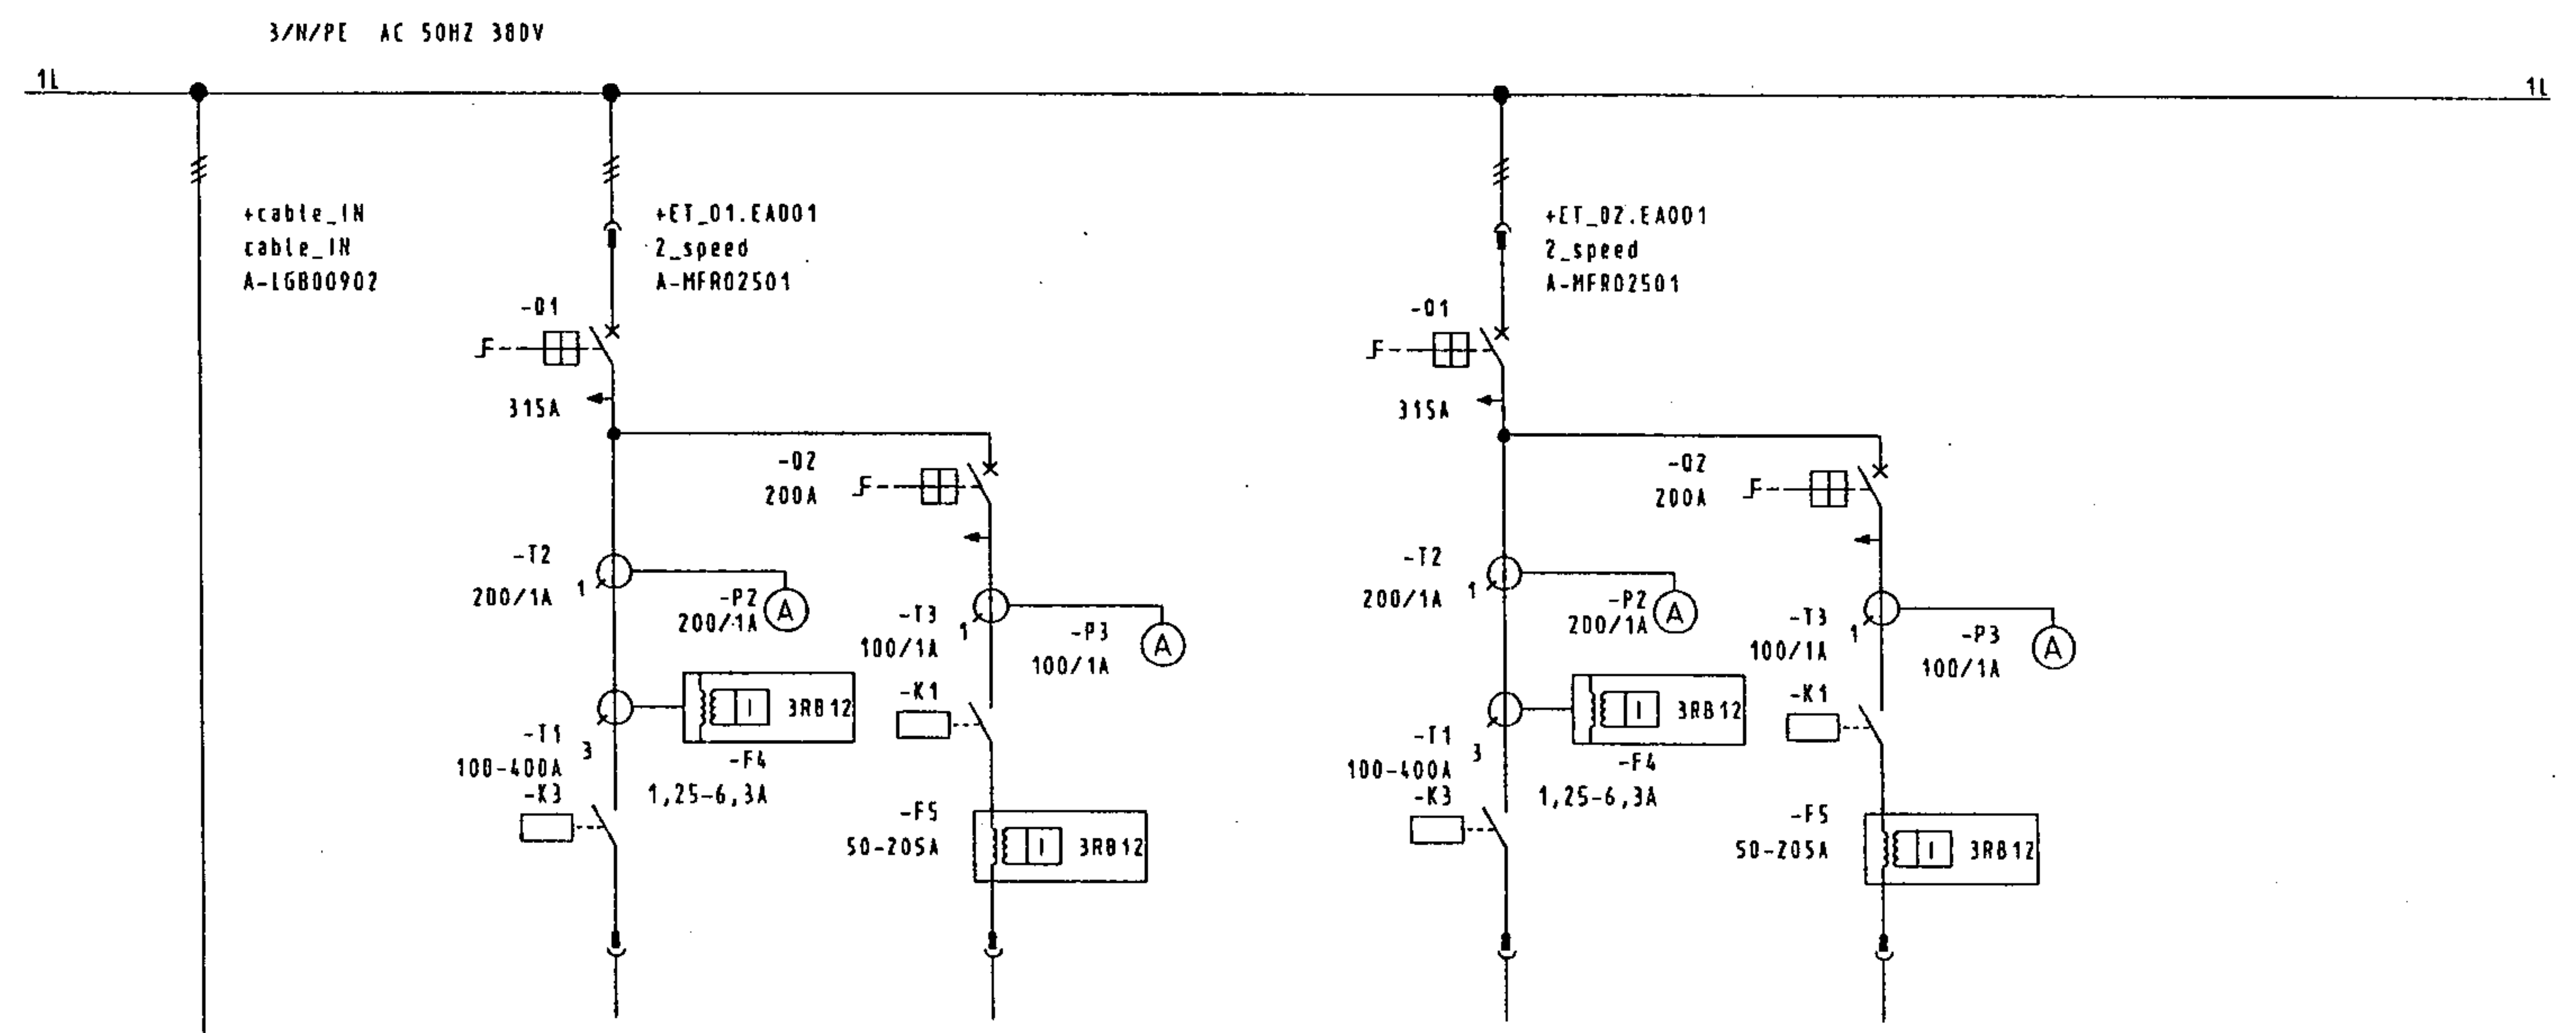 3/N/PE AC 50HZ 380V
1L
1L
+cable_IN
cable_IN
A-LGB00902
+ET_01.EA001
2_speed
A-MFR02501
-Q1
315A
-Q2
200A
-T2
200/1A
1
-P2
200/1A
A
-T3
100/1A
1
-P3
100/1A
A
-T1
100-400A
3
3RB12
-F4
1,25-6,3A
-K3
-K1
-F5
50-205A
3RB12
+ET_02.EA001
2_speed
A-MFR02501
-Q1
315A
-Q2
200A
-T2
200/1A
1
-P2
200/1A
A
-T3
100/1A
1
-P3
100/1A
A
-T1
100-400A
3
3RB12
-F4
1,25-6,3A
-K3
-K1
-F5
50-205A
3RB12